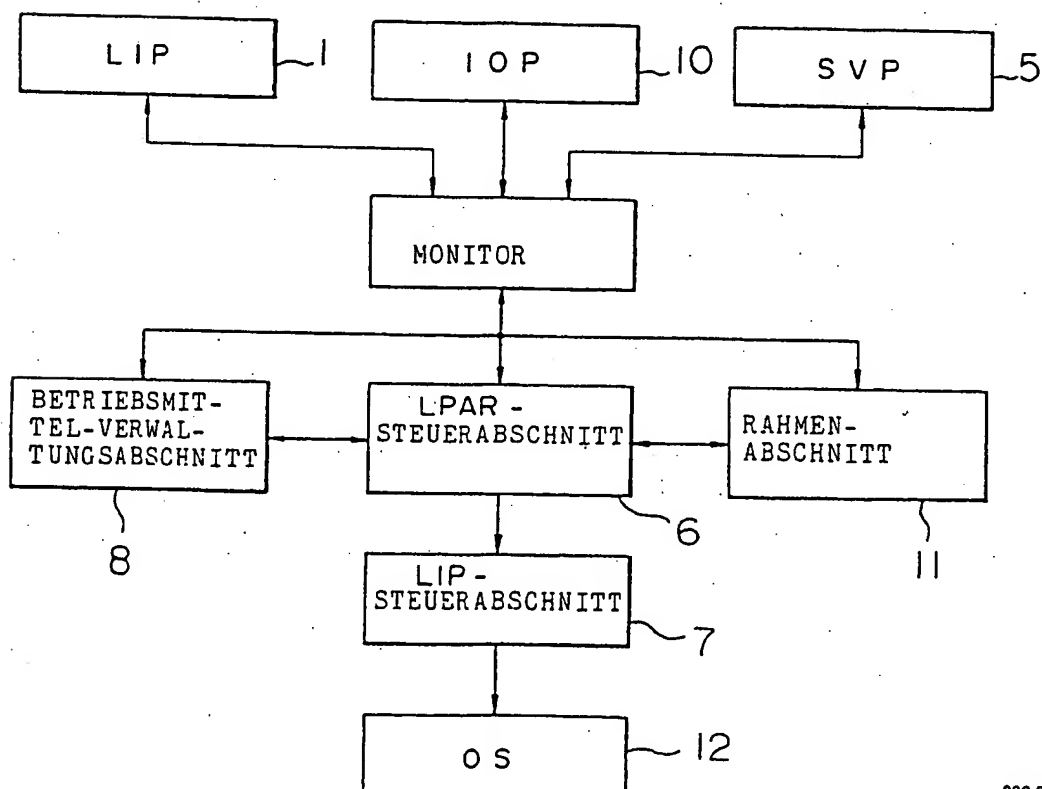 LIP
1
IOP
10
SVP
5
MONITOR
BETRIEBSMIT-
TEL-VERWAL-
TUNGSABSCHNITT
8
LPAR-
STEUERABSCHNITT
6
RAHMEN-
ABSCHNITT
11
LIP-
STEUERABSCHNITT
7
OS
12